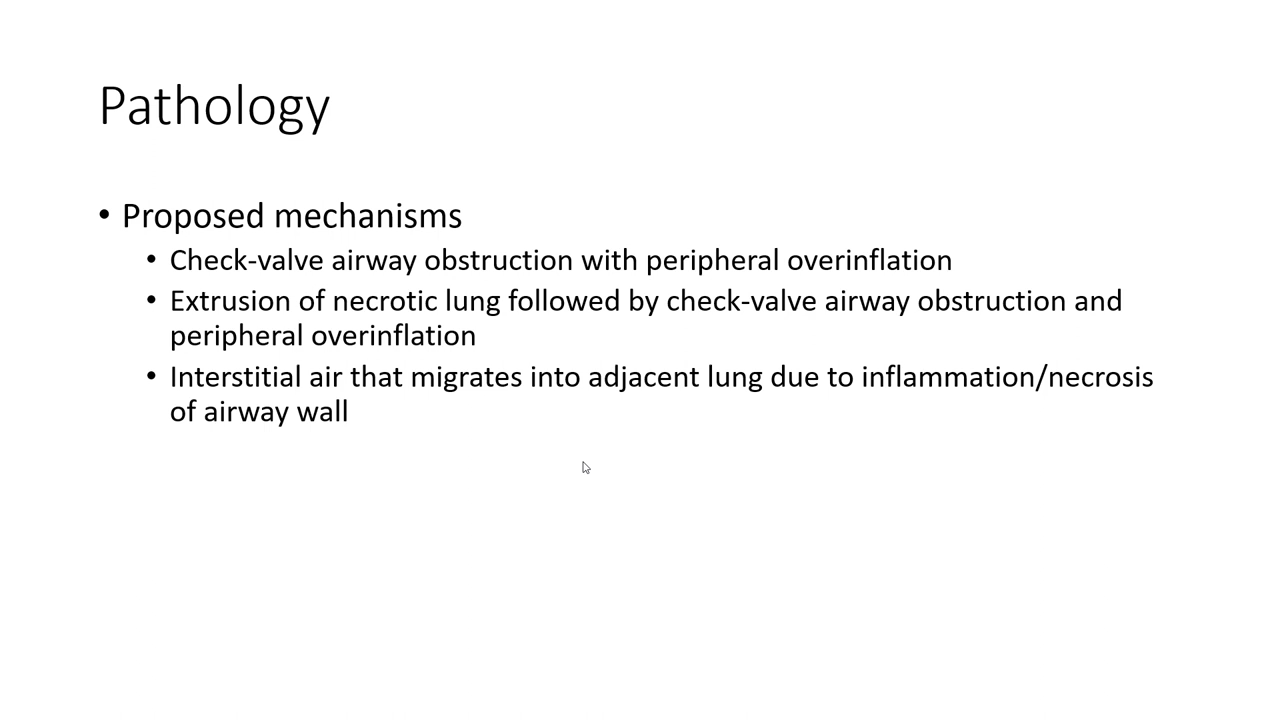 Pathology
• Proposed mechanisms
• Check-valve airway obstruction with peripheral overinflation
• Extrusion of necrotic lung followed by check-valve airway obstruction and
peripheral overinflation
• Interstitial air that migrates into adjacent lung due to inflammation/necrosis
of airway wall